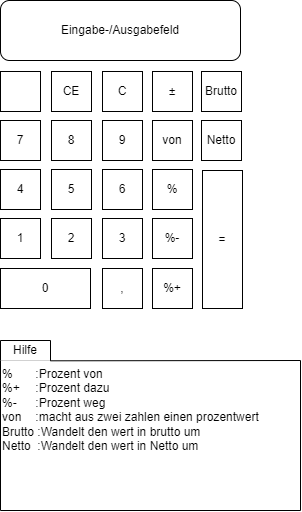 Eingabe-/Ausgabefeld
CE C ± Brutto
7 8 9 von Netto
4 5 6 %
1 2 3 %- =
0 , %+
Hilfe
% :Prozent von
%+ :Prozent dazu
%- :Prozent weg
von :macht aus zwei zahlen einen prozentwert
Brutto :Wandelt den wert in brutto um
Netto :Wandelt den wert in Netto um